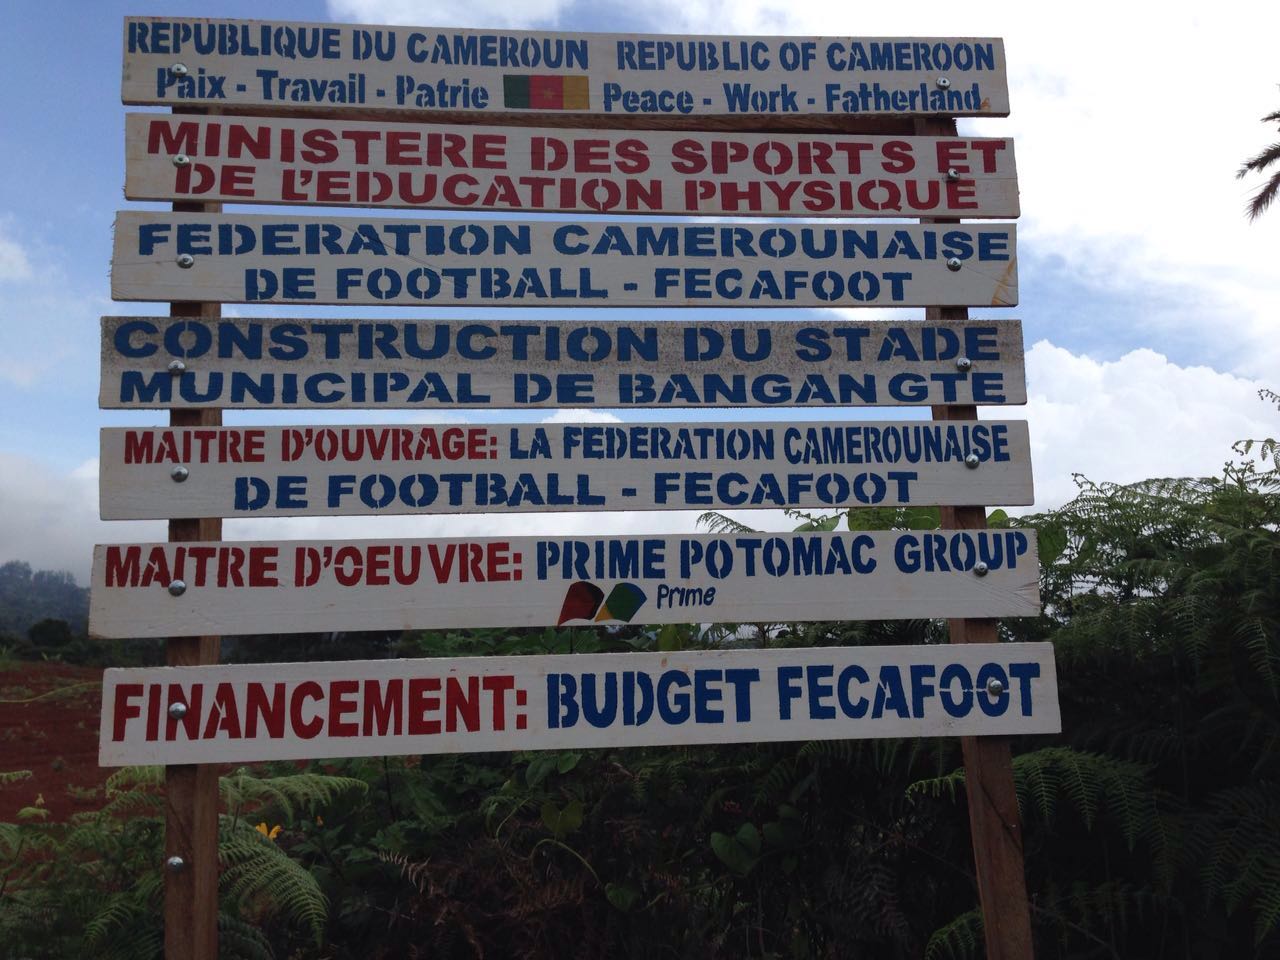 REPUBLIQUE DU CAMEROUN REPUBLIC OF CAMEROON
Paix - Travail - Patrie Peace - Work - Fatherland
MINISTERE DES SPORTS ET
DE L'EDUCATION PHYSIQUE
FEDERATION CAMEROUNAISE
DE FOOTBALL - FECAFOOT
CONSTRUCTION DU STADE
MUNICIPAL DE BANGANGTE
MAITRE D'OUVRAGE: LA FEDERATION CAMEROUNAISE
DE FOOTBALL - FECAFOOT
MAITRE D'OEUVRE: PRIME POTOMAC GROUP
Prime
FINANCEMENT: BUDGET FECAFOOT